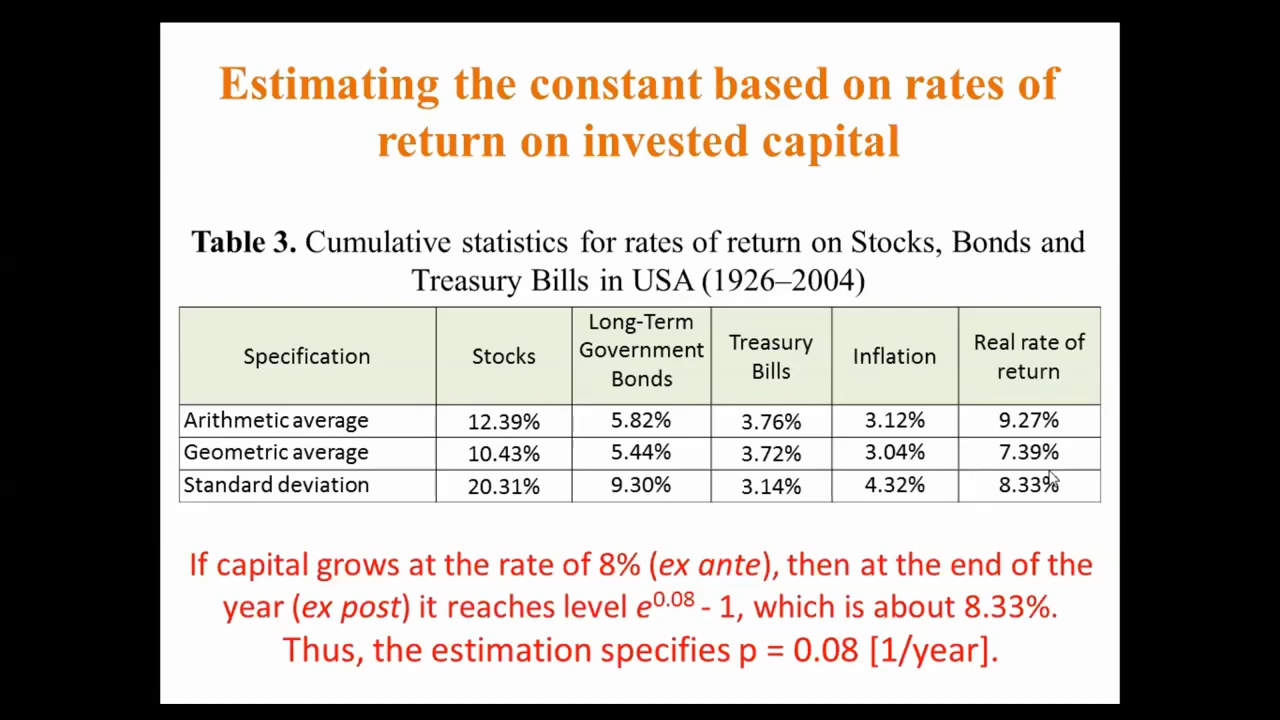 Estimating the constant based on rates of
return on invested capital
Table 3. Cumulative statistics for rates of return on Stocks, Bonds and
Treasury Bills in USA (1926–2004)
Specification Stocks Long-Term Government Bonds Treasury Bills Inflation Real rate of return
Arithmetic average 12.39% 5.82% 3.76% 3.12% 9.27%
Geometric average 10.43% 5.44% 3.72% 3.04% 7.39%
Standard deviation 20.31% 9.30% 3.14% 4.32% 8.33%
If capital grows at the rate of 8% (ex ante), then at the end of the
year (ex post) it reaches level e^0.08 - 1, which is about 8.33%.
Thus, the estimation specifies p = 0.08 [1/year].